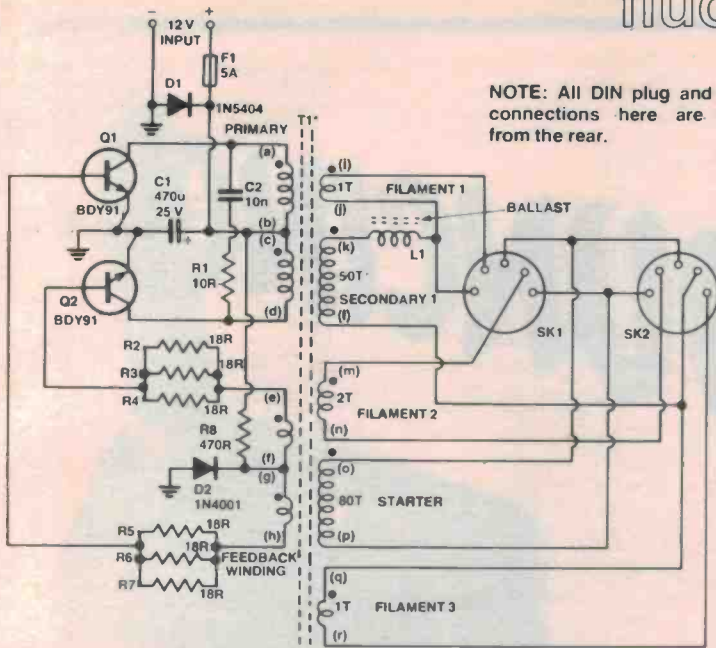 fluo
12 V
INPUT
F1
5A
D1
1N5404
NOTE: All DIN plug and
connections here are
from the rear.
Q1
PRIMARY
T1*
(a)
(i)
1T
FILAMENT 1
(j)
BDY91
C1
470u
25 V
C2
10n
(b)
(c)
BALLAST
(k)
L1
R1
10R
50T
SECONDARY 1
SK1
SK2
Q2
BDY91
(d)
(l)
R2
18R
R3
18R
R4
18R
(e)
(m)
2T
FILAMENT 2
(n)
R8
470R
(f)
(g)
(o)
D2
1N4001
80T
STARTER
(h)
(p)
R5
18R
R6
18R
R7
18R
FEEDBACK
WINDING
(q)
1T
FILAMENT 3
(r)